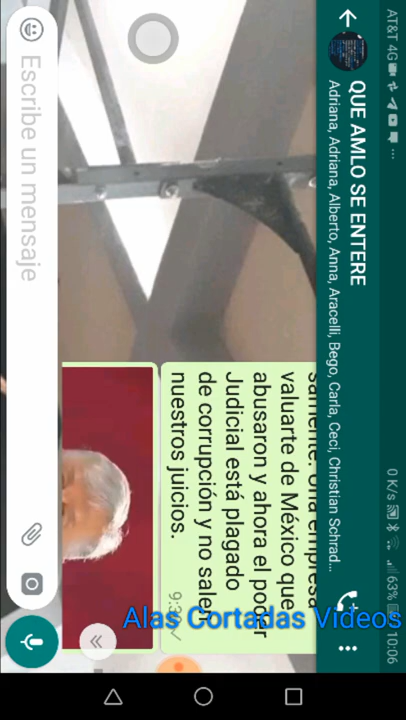 AT&T 4G
...
0 K/s
63%
10:06
QUE AMLO SE ENTERE
Adriana, Adriana, Alberto, Anna, Aracelli, Bego, Carla, Ceci, Christian Schrad...
valuarte de México que
abusaron y ahora el poder
Judicial está plagado
de corrupción y no salen
nuestros juicios.
Alas Cortadas Videos
Escribe un mensaje